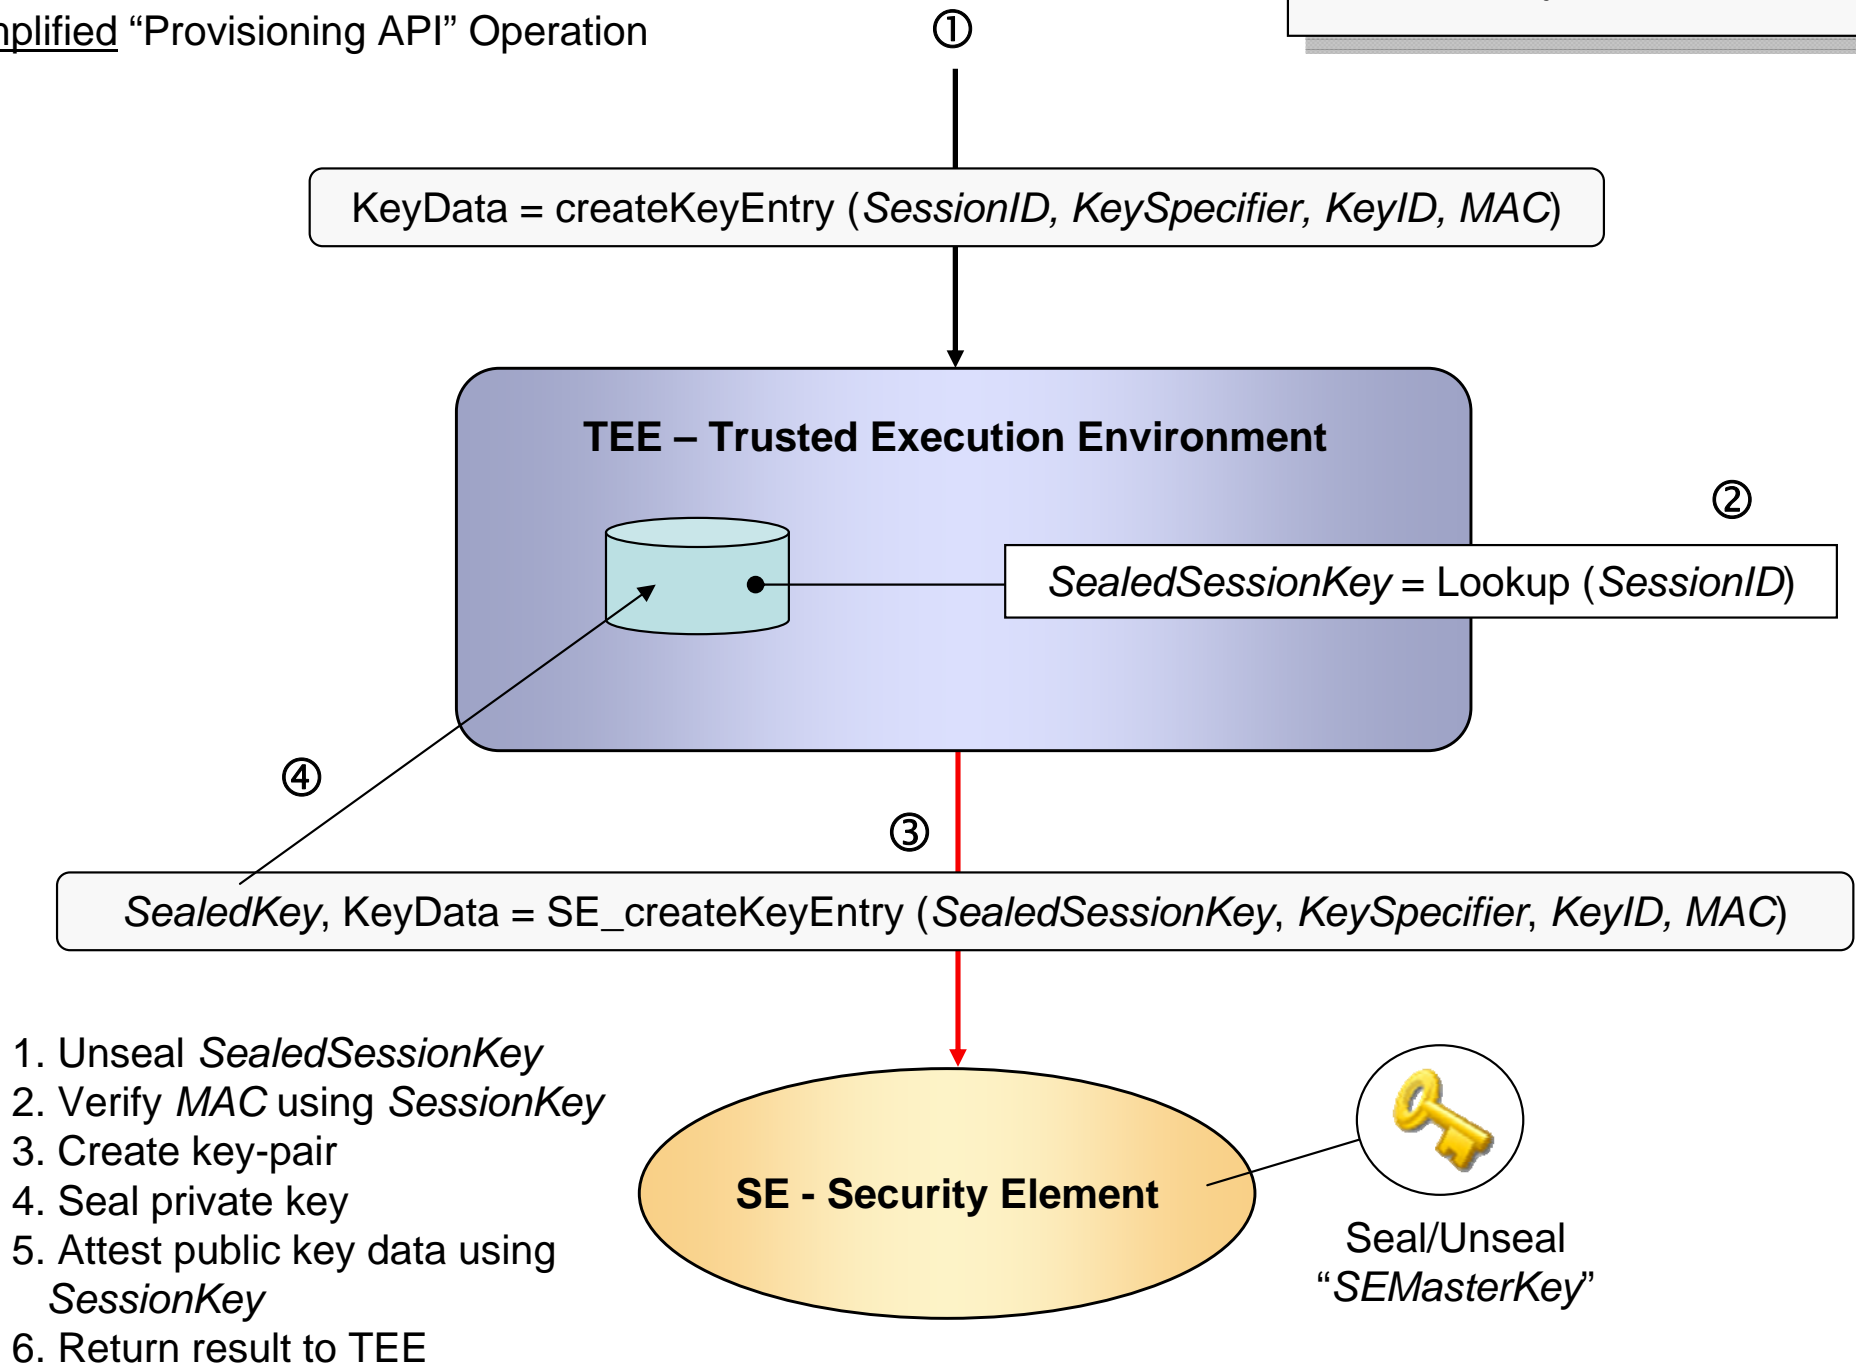 “Provisioning API” Operation
①
KeyData = createKeyEntry (SessionID, KeySpecifier, KeyID, MAC)
TEE – Trusted Execution Environment
②
SealedSessionKey = Lookup (SessionID)
④
③
SealedKey, KeyData = SE_createKeyEntry (SealedSessionKey, KeySpecifier, KeyID, MAC)
1. Unseal SealedSessionKey
2. Verify MAC using SessionKey
3. Create key-pair
4. Seal private key
5. Attest public key data using
SessionKey
6. Return result to TEE
SE - Security Element
Seal/Unseal
“SEMasterKey”